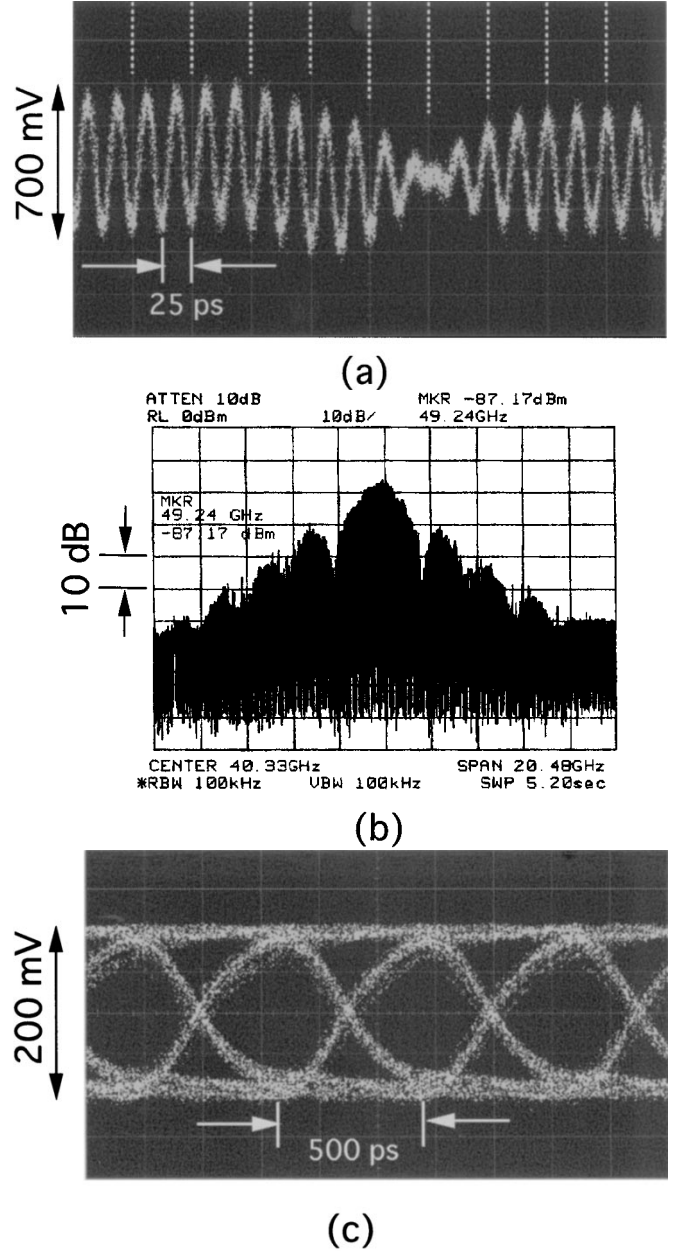 700 mV
25 ps
(a)
ATTEN 10dB
RL 0dBm
10dB/
MKR -87.17dBm
49.24GHz
MKR
49.24 GHz
-87.17 dBm
10 dB
CENTER 40.33GHz
SPAN 20.48GHz
*RBW 100kHz
VBW 100kHz
SWP 5.20sec
(b)
200 mV
500 ps
(c)